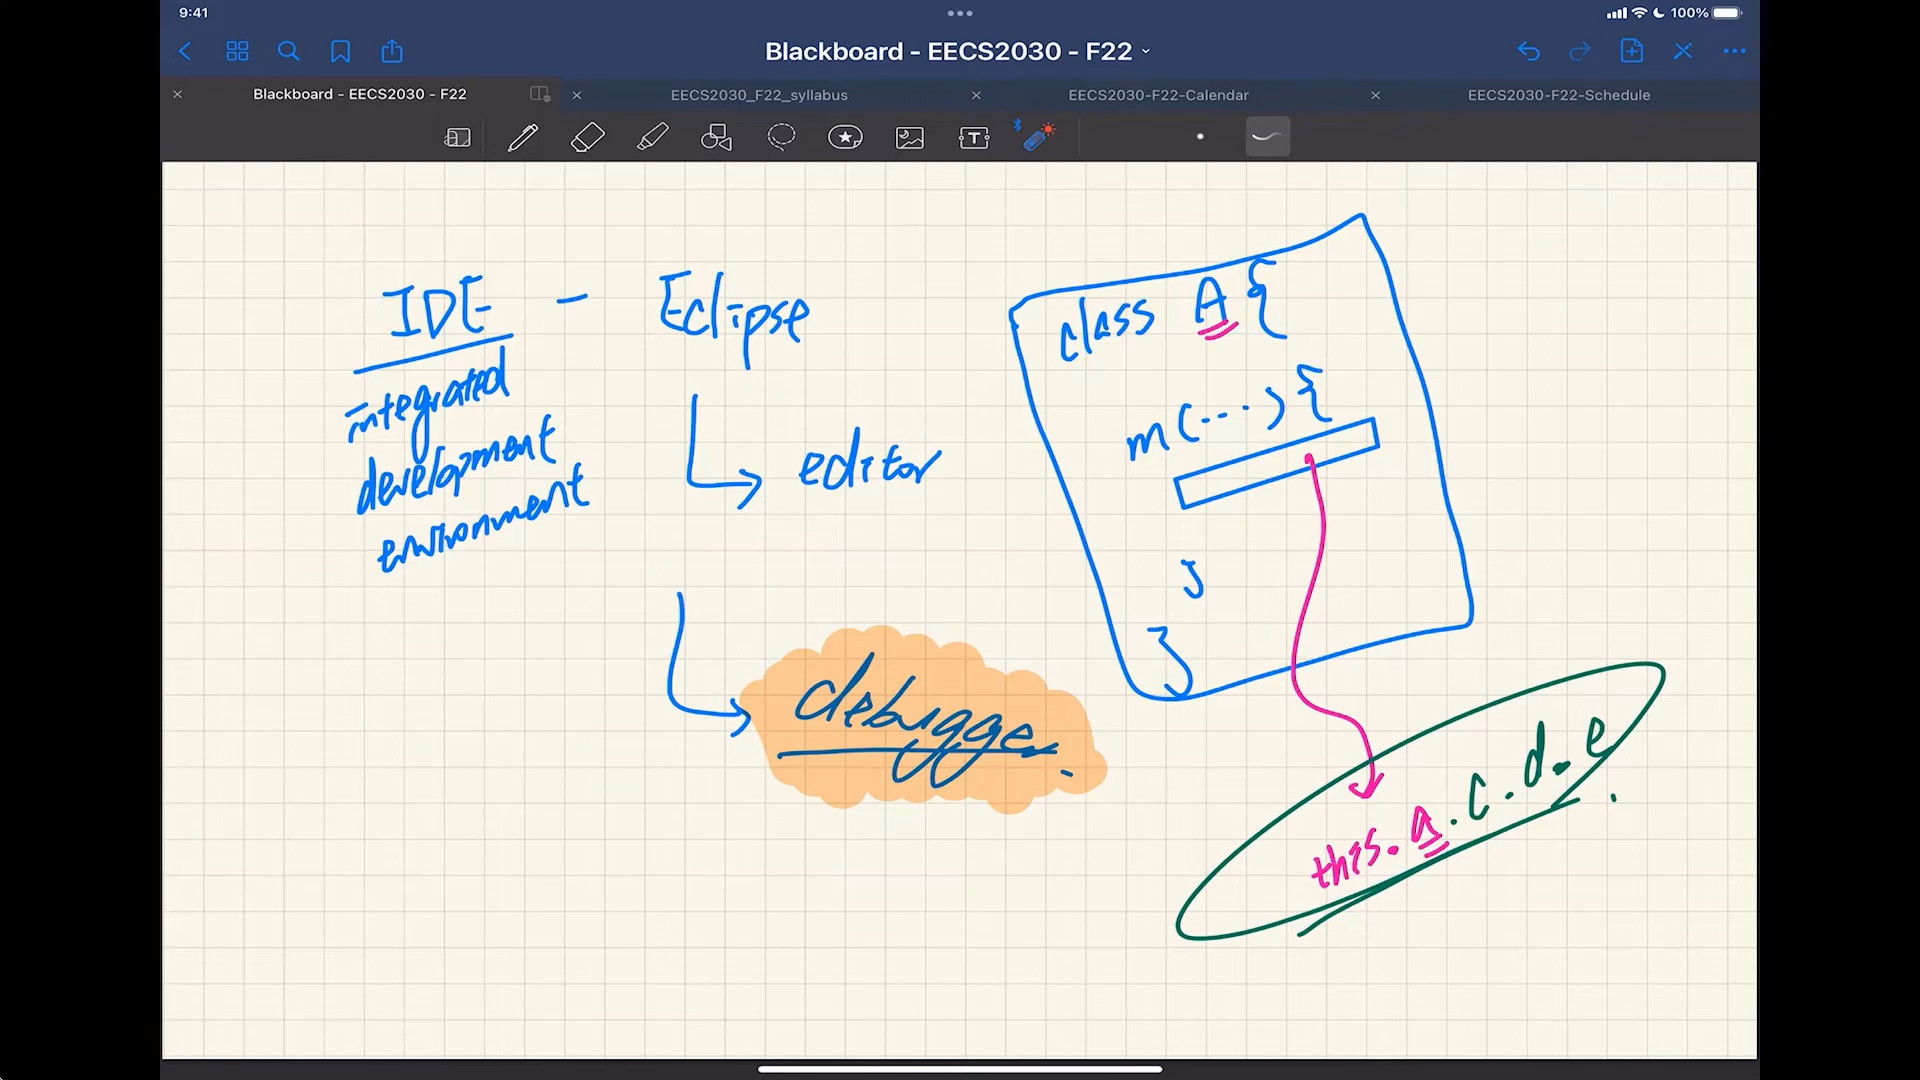 9:41
100%
Blackboard - EECS2030 - F22
Blackboard - EECS2030 - F22
EECS2030_F22_syllabus
EECS2030-F22-Calendar
EECS2030-F22-Schedule
IDE - Eclipse
integrated
development
environment
editor
debugger.
class A {
m(...) {
}
}
this.a.c.d.e